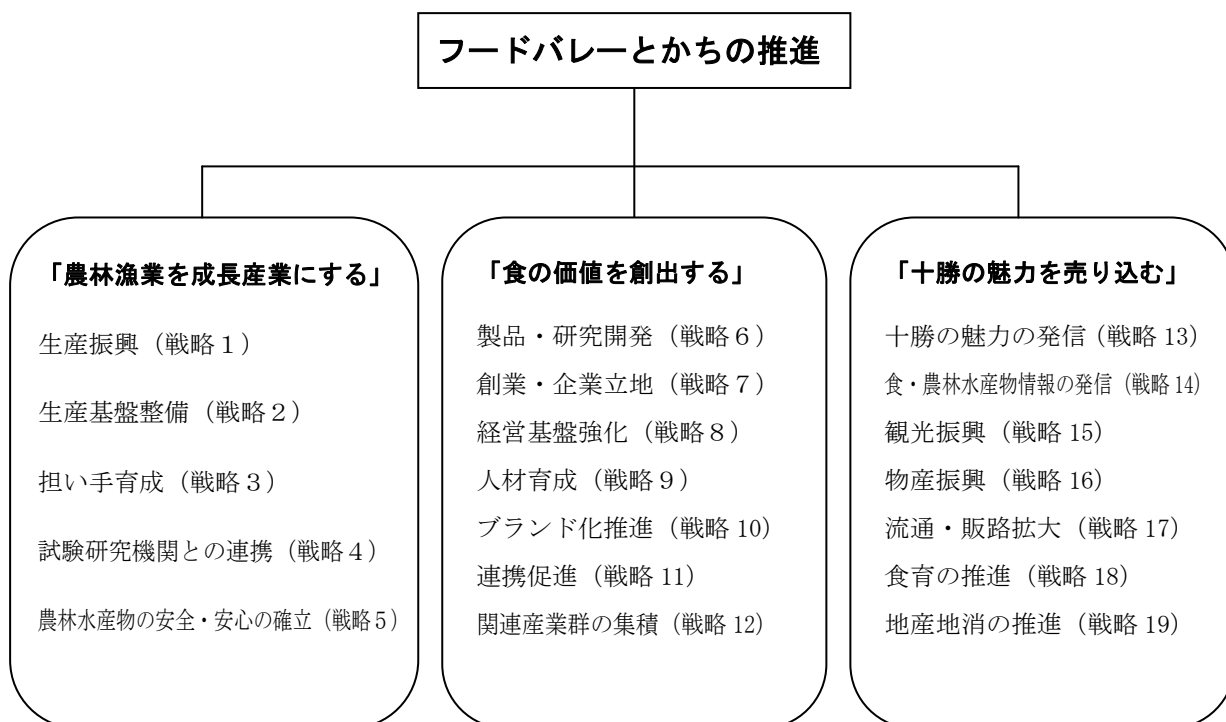 フードバレーとかちの推進
「農林漁業を成長産業にする」
生産振興（戦略１）
生産基盤整備（戦略２）
担い手育成（戦略３）
試験研究機関との連携（戦略４）
農林水産物の安全・安心の確立（戦略５）
「食の価値を創出する」
製品・研究開発（戦略６）
創業・企業立地（戦略７）
経営基盤強化（戦略８）
人材育成（戦略９）
ブランド化推進（戦略 10）
連携促進（戦略 11）
関連産業群の集積（戦略 12）
「十勝の魅力を売り込む」
十勝の魅力の発信（戦略 13）
食・農林水産物情報の発信（戦略 14）
観光振興（戦略 15）
物産振興（戦略 16）
流通・販路拡大（戦略 17）
食育の推進（戦略 18）
地産地消の推進（戦略 19）